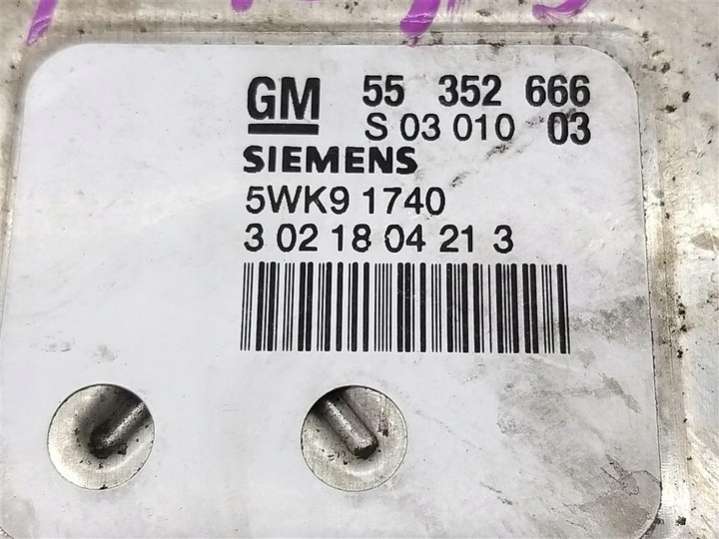 GM 55 352 666
S 03 010 03
SIEMENS
5WK9 1740
3 02 18 04 21 3